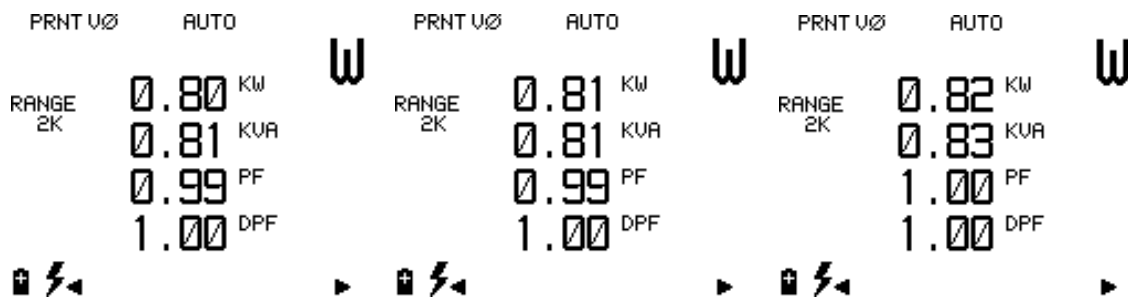 PRNT VØ AUTO
W
0.80 KW
RANGE
2K
0.81 KVA
0.99 PF
1.00 DPF
PRNT VØ AUTO
W
0.81 KW
RANGE
2K
0.81 KVA
0.99 PF
1.00 DPF
PRNT VØ AUTO
W
0.82 KW
RANGE
2K
0.83 KVA
1.00 PF
1.00 DPF